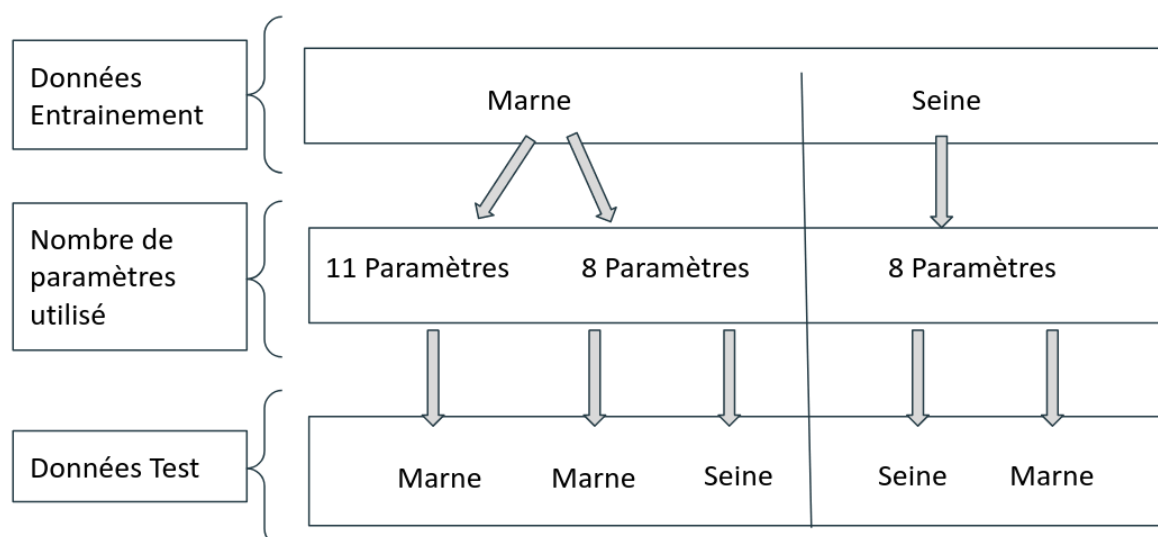 Données
Entrainement
Marne
Seine
Nombre de
paramètres
utilisé
11 Paramètres
8 Paramètres
8 Paramètres
Données Test
Marne
Marne
Seine
Seine
Marne